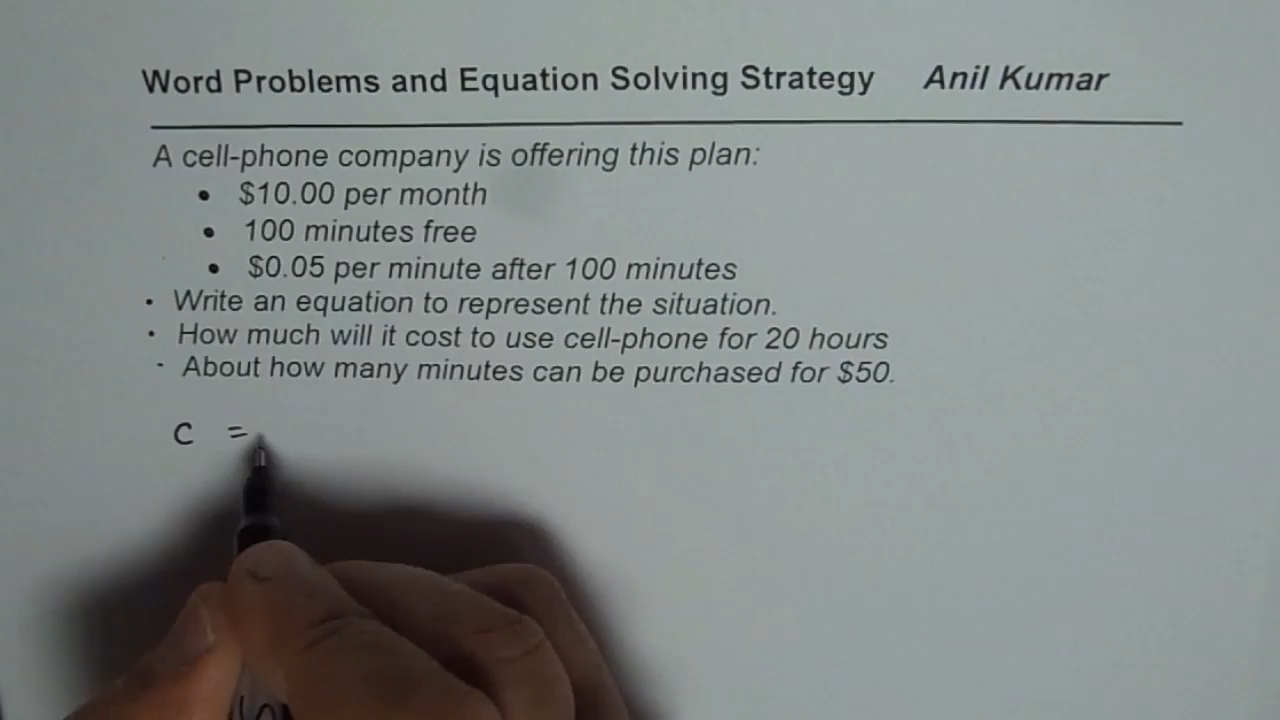 Word Problems and Equation Solving Strategy Anil Kumar
A cell-phone company is offering this plan:
• $10.00 per month
• 100 minutes free
• $0.05 per minute after 100 minutes
• Write an equation to represent the situation.
• How much will it cost to use cell-phone for 20 hours
- About how many minutes can be purchased for $50.
C =